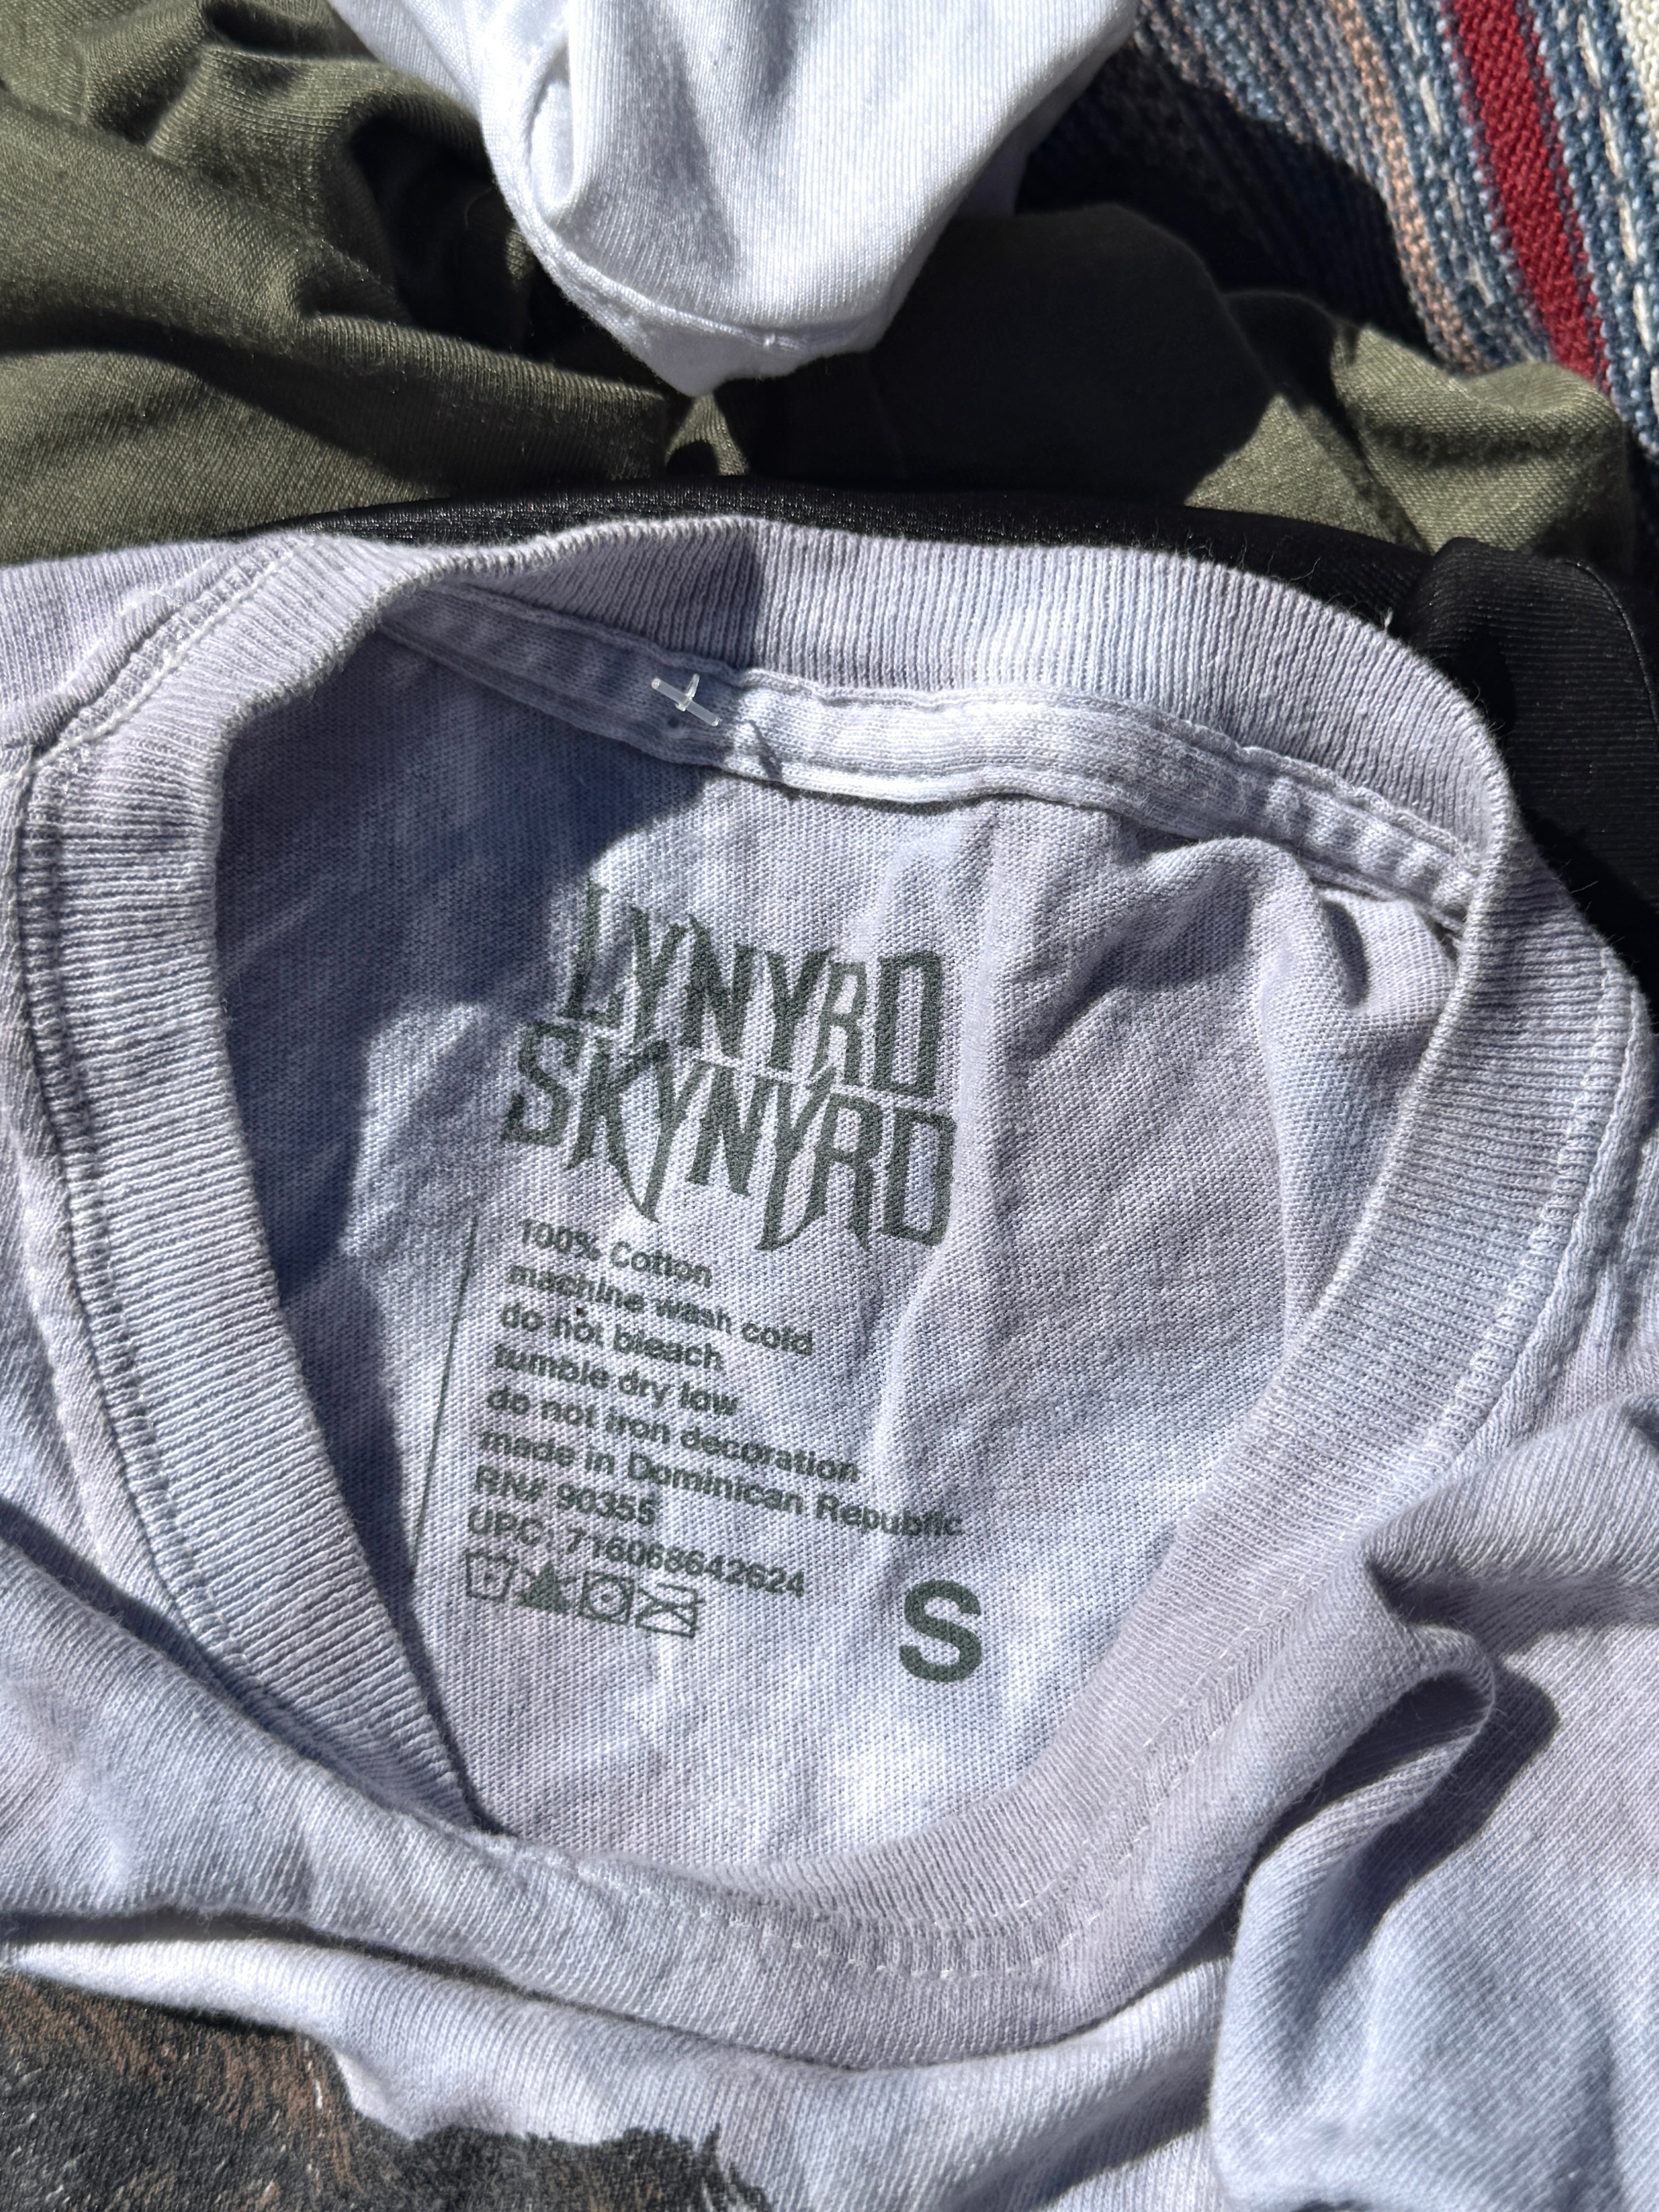 LYNYRD
SKYNYRD
100% Cotton
machine wash cold
do not bleach
tumble dry low
do not iron decoration
made in Dominican Republic
RN# 90355
UPC: 716068642624
S